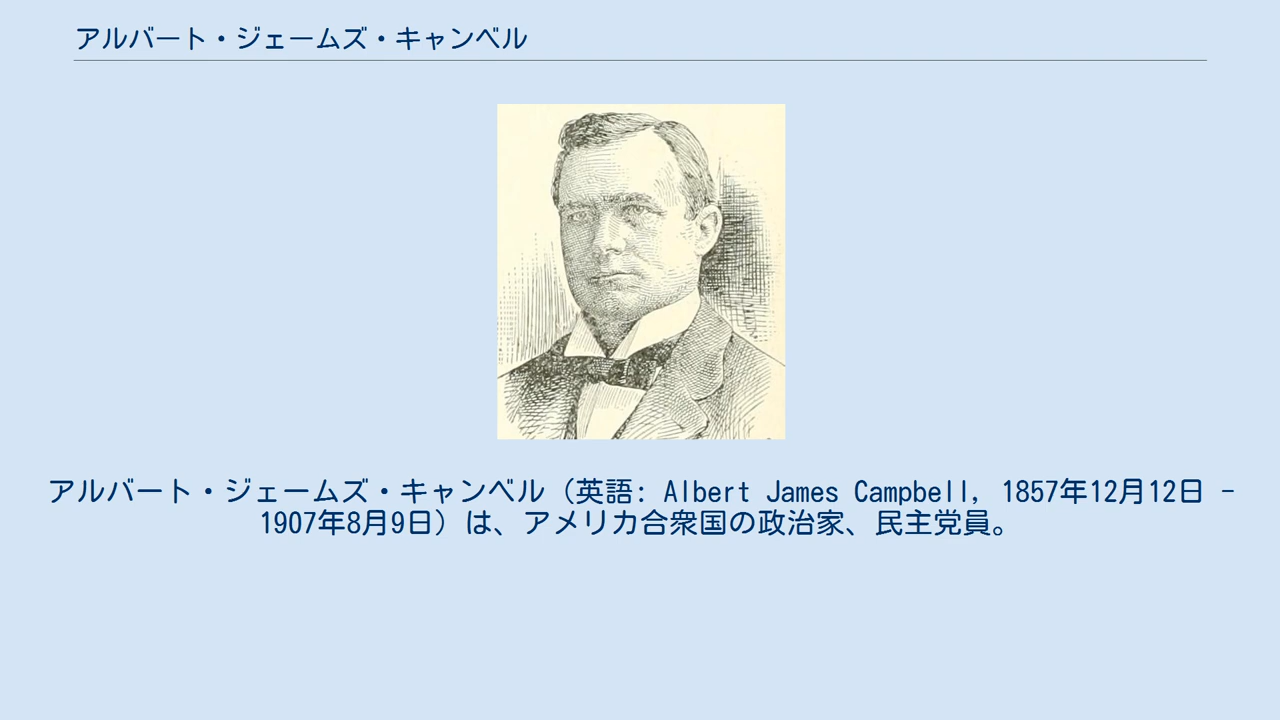 アルバート・ジェームズ・キャンベル
アルバート・ジェームズ・キャンベル（英語: Albert James Campbell, 1857年12月12日 -
1907年8月9日）は、アメリカ合衆国の政治家、民主党員。